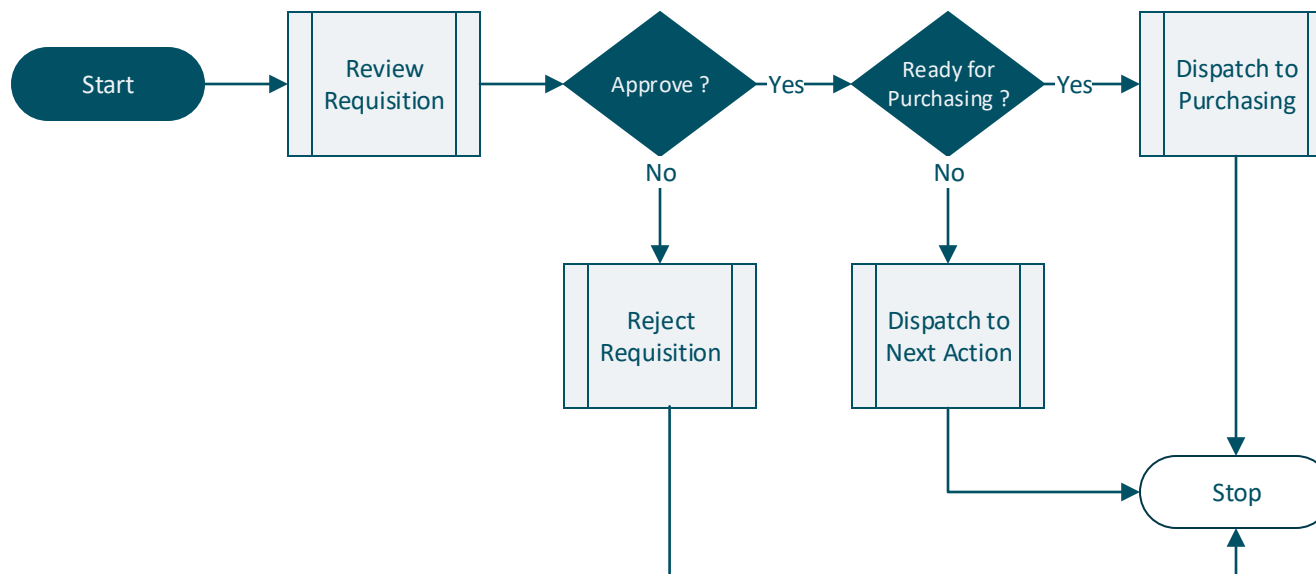 Start
Review
Requisition
Approve ?
Yes
Ready for
Purchasing ?
Yes
Dispatch to
Purchasing
No
No
Reject
Requisition
Dispatch to
Next Action
Stop